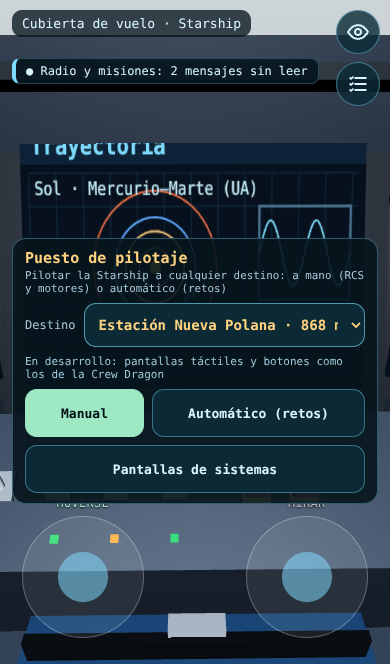 Cubierta de vuelo · Starship
● Radio y misiones: 2 mensajes sin leer
Trayectoria
Sol · Mercurio–Marte (UA)
Puesto de pilotaje
Pilotar la Starship a cualquier destino: a mano (RCS
y motores) o automático (retos)
Destino
Estación Nueva Polana · 868 
En desarrollo: pantallas táctiles y botones como
los de la Crew Dragon
Manual
Automático (retos)
Pantallas de sistemas
MOVERSE
MIRAR